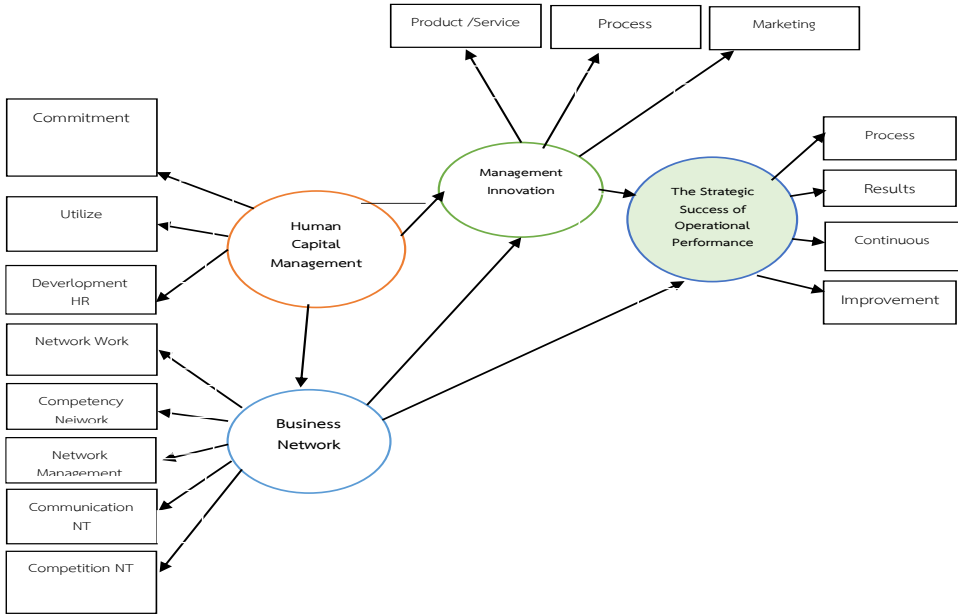 Product /Service
Process
Marketing
Commitment
Utilize
Deverlopment
HR
Network Work
Competency
Neiwork
Network
Management
Communication
NT
Competition NT
Human
Capital
Management
Business
Network
Management
Innovation
The Strategic
Success of
Operational
Performance
Process
Results
Continuous
Improvement